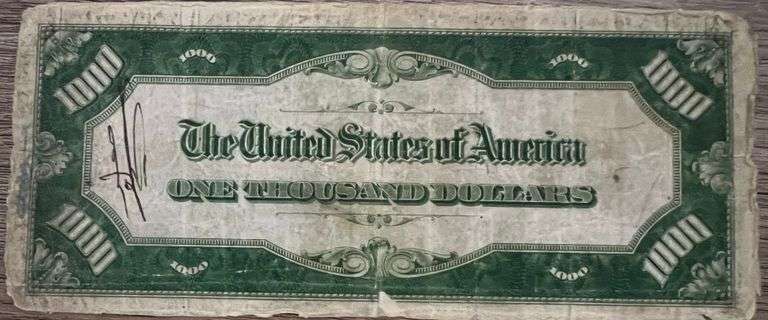 1000 1000 1000 1000
The United States of America
ONE THOUSAND DOLLARS
1000 1000 1000 1000